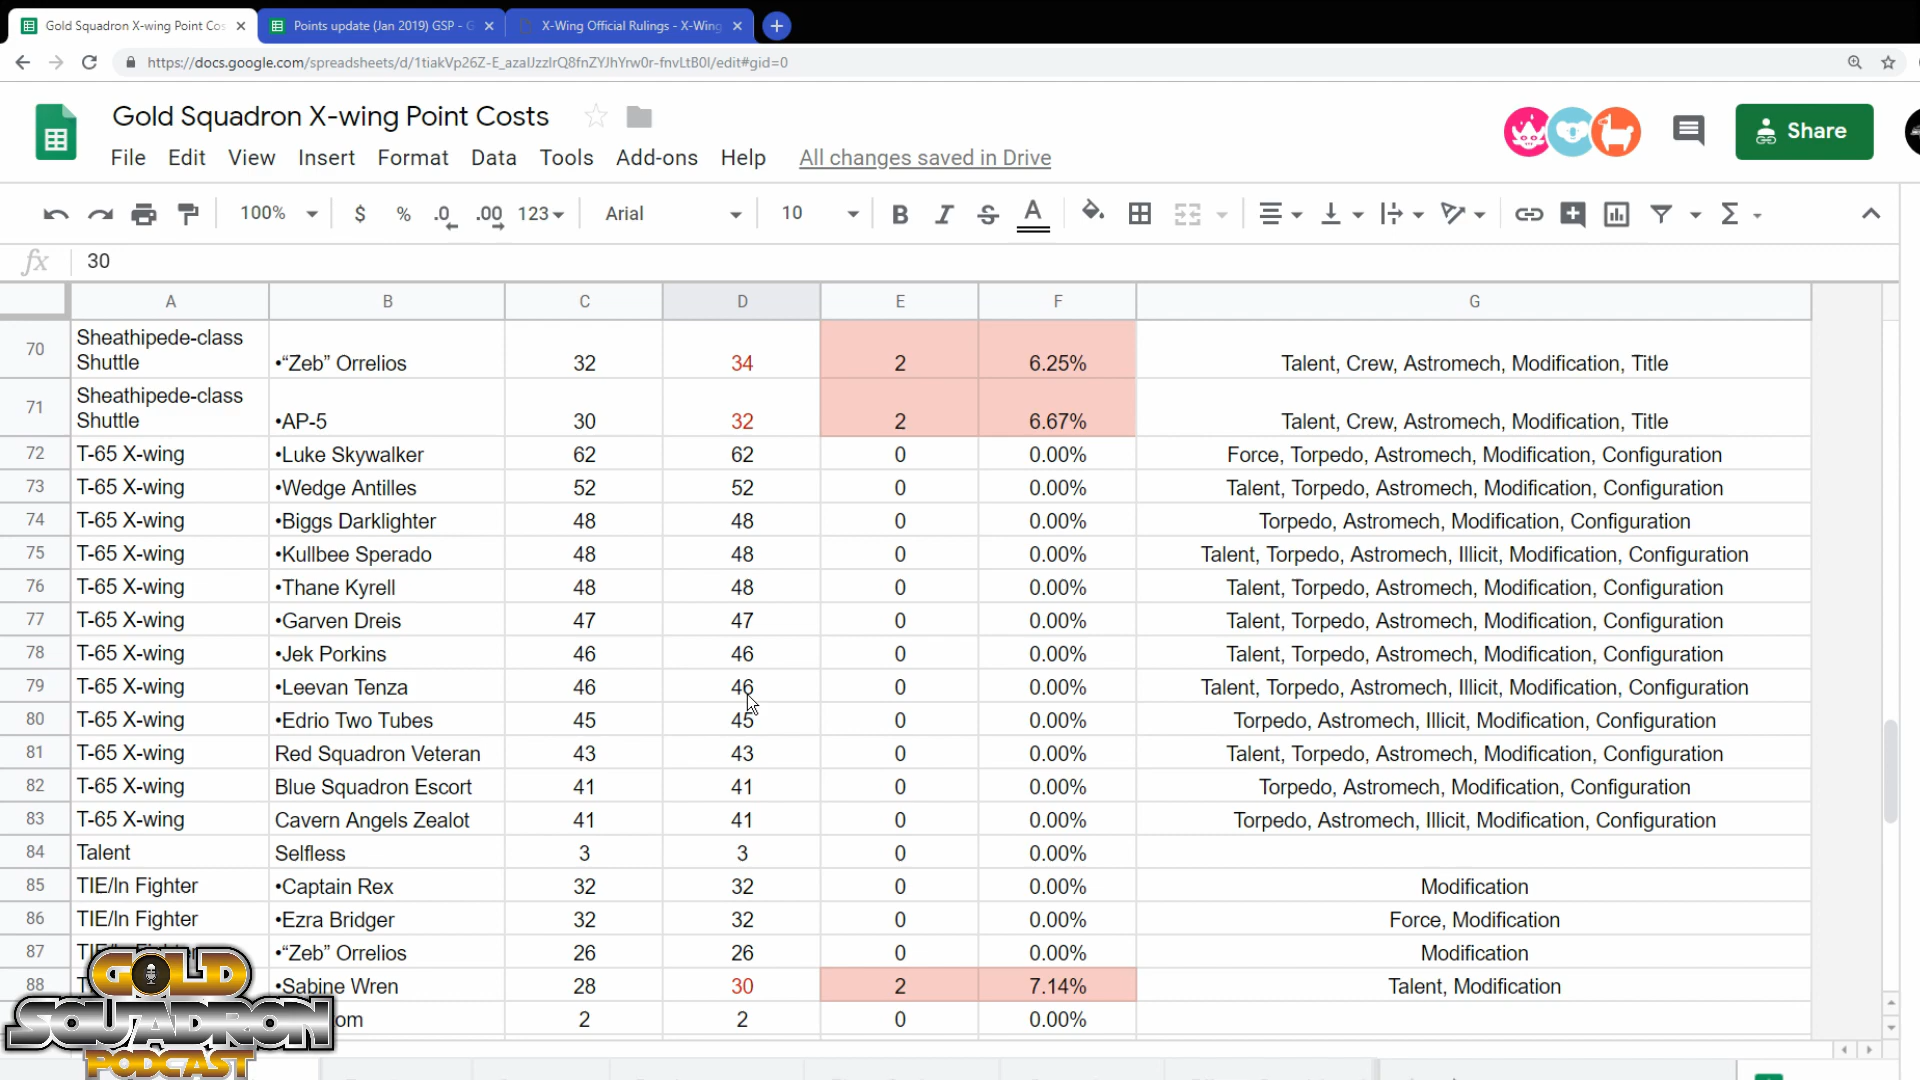 Gold Squadron X-wing Point Cos
Points update (Jan 2019) GSP - G
X-Wing Official Rulings - X-Wing
Gold Squadron X-wing Point Costs
File Edit View Insert Format Data Tools Add-ons Help All changes saved in Drive
Share
100% $ % .0 .00 123 Arial 10 B I S A
fx 30
A B C D E F G
70 Sheathipede-class Shuttle •“Zeb” Orrelios 32 34 2 6.25% Talent, Crew, Astromech, Modification, Title
71 Sheathipede-class Shuttle •AP-5 30 32 2 6.67% Talent, Crew, Astromech, Modification, Title
72 T-65 X-wing •Luke Skywalker 62 62 0 0.00% Force, Torpedo, Astromech, Modification, Configuration
73 T-65 X-wing •Wedge Antilles 52 52 0 0.00% Talent, Torpedo, Astromech, Modification, Configuration
74 T-65 X-wing •Biggs Darklighter 48 48 0 0.00% Torpedo, Astromech, Modification, Configuration
75 T-65 X-wing •Kullbee Sperado 48 48 0 0.00% Talent, Torpedo, Astromech, Illicit, Modification, Configuration
76 T-65 X-wing •Thane Kyrell 48 48 0 0.00% Talent, Torpedo, Astromech, Modification, Configuration
77 T-65 X-wing •Garven Dreis 47 47 0 0.00% Talent, Torpedo, Astromech, Modification, Configuration
78 T-65 X-wing •Jek Porkins 46 46 0 0.00% Talent, Torpedo, Astromech, Modification, Configuration
79 T-65 X-wing •Leevan Tenza 46 46 0 0.00% Talent, Torpedo, Astromech, Illicit, Modification, Configuration
80 T-65 X-wing •Edrio Two Tubes 45 45 0 0.00% Torpedo, Astromech, Illicit, Modification, Configuration
81 T-65 X-wing Red Squadron Veteran 43 43 0 0.00% Talent, Torpedo, Astromech, Modification, Configuration
82 T-65 X-wing Blue Squadron Escort 41 41 0 0.00% Torpedo, Astromech, Modification, Configuration
83 T-65 X-wing Cavern Angels Zealot 41 41 0 0.00% Torpedo, Astromech, Illicit, Modification, Configuration
84 Talent Selfless 3 3 0 0.00%
85 TIE/ln Fighter •Captain Rex 32 32 0 0.00% Modification
86 TIE/ln Fighter •Ezra Bridger 32 32 0 0.00% Force, Modification
87 •“Zeb” Orrelios 26 26 0 0.00% Modification
88 •Sabine Wren 28 30 2 7.14% Talent, Modification
om 2 2 0 0.00%
GOLD
SQUADRON
PODCAST